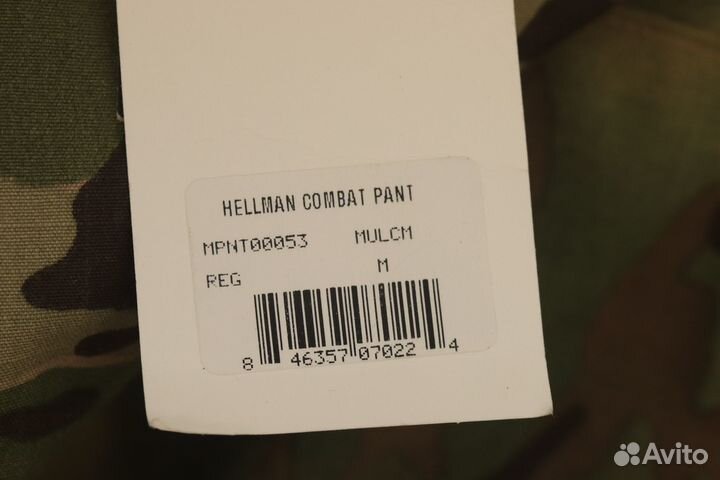 HELLMAN COMBAT PANT
MPNT00053 MULCM
REG M
8 46357 07022 4
Avito